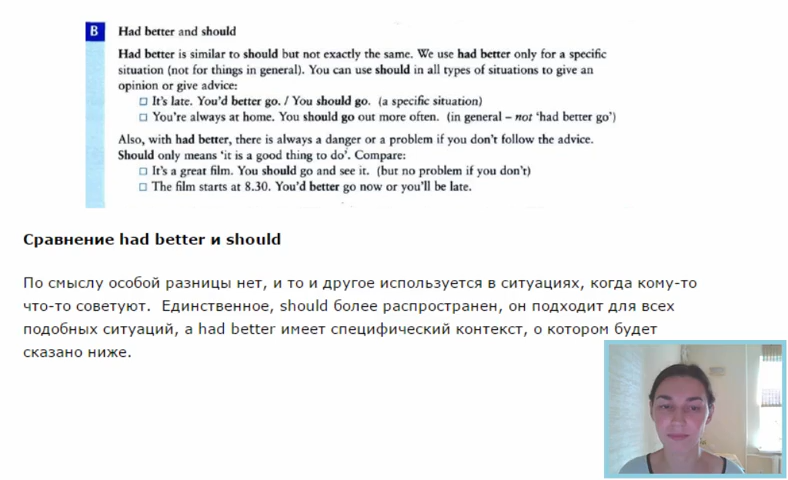 B Had better and should
Had better is similar to should but not exactly the same. We use had better only for a specific
situation (not for things in general). You can use should in all types of situations to give an
opinion or give advice:
□ It's late. You'd better go. / You should go. (a specific situation)
□ You're always at home. You should go out more often. (in general – not 'had better go')
Also, with had better, there is always a danger or a problem if you don't follow the advice.
Should only means 'it is a good thing to do'. Compare:
□ It's a great film. You should go and see it. (but no problem if you don't)
□ The film starts at 8.30. You'd better go now or you'll be late.
Сравнение had better и should
По смыслу особой разницы нет, и то и другое используется в ситуациях, когда кому-то
что-то советуют. Единственное, should более распространен, он подходит для всех
подобных ситуаций, а had better имеет специфический контекст, о котором будет
сказано ниже.